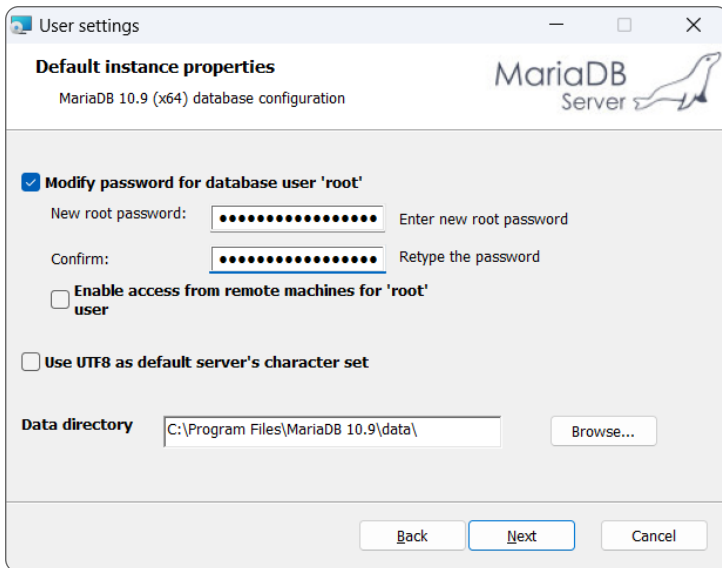 User settings
Default instance properties
MariaDB 10.9 (x64) database configuration
MariaDB
Server
Modify password for database user 'root'
New root password: ●●●●●●●●●●●●●●●●● Enter new root password
Confirm: ●●●●●●●●●●●●●●●●● Retype the password
Enable access from remote machines for 'root'
user
Use UTF8 as default server's character set
Data directory C:\Program Files\MariaDB 10.9\data\ Browse...
Back Next Cancel